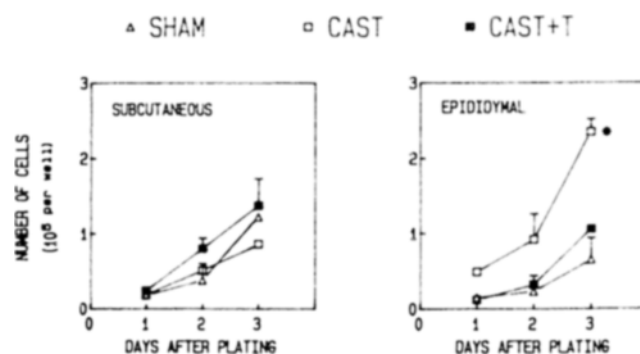 SHAM CAST CAST+T
SUBCUTANEOUS
EPIDIDYMAL
NUMBER OF CELLS
(10⁵ per well)
3
2
1
0
0 1 2 3
DAYS AFTER PLATING
3
2
1
0
0 1 2 3
DAYS AFTER PLATING